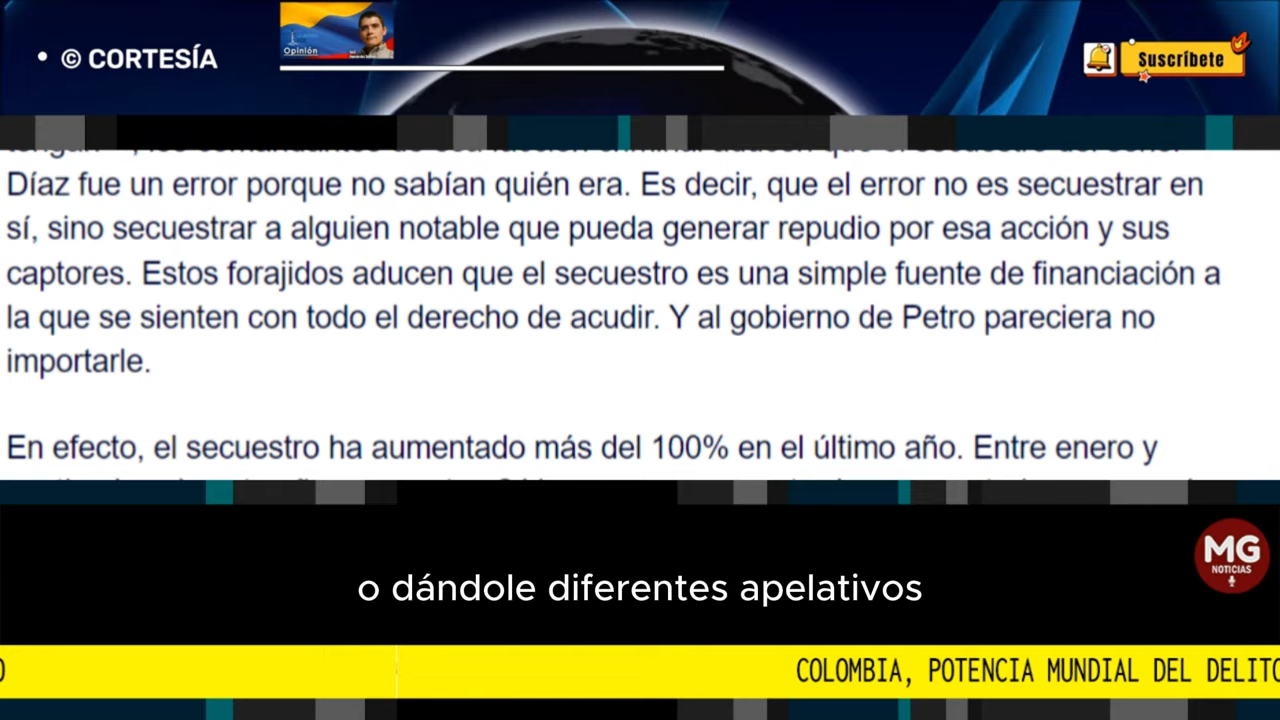 • © CORTESÍA
Opinión
Suscríbete
Díaz fue un error porque no sabían quién era. Es decir, que el error no es secuestrar en
sí, sino secuestrar a alguien notable que pueda generar repudio por esa acción y sus
captores. Estos forajidos aducen que el secuestro es una simple fuente de financiación a
la que se sienten con todo el derecho de acudir. Y al gobierno de Petro pareciera no
importarle.
En efecto, el secuestro ha aumentado más del 100% en el último año. Entre enero y
MG
NOTICIAS
o dándole diferentes apelativos
COLOMBIA, POTENCIA MUNDIAL DEL DELITO